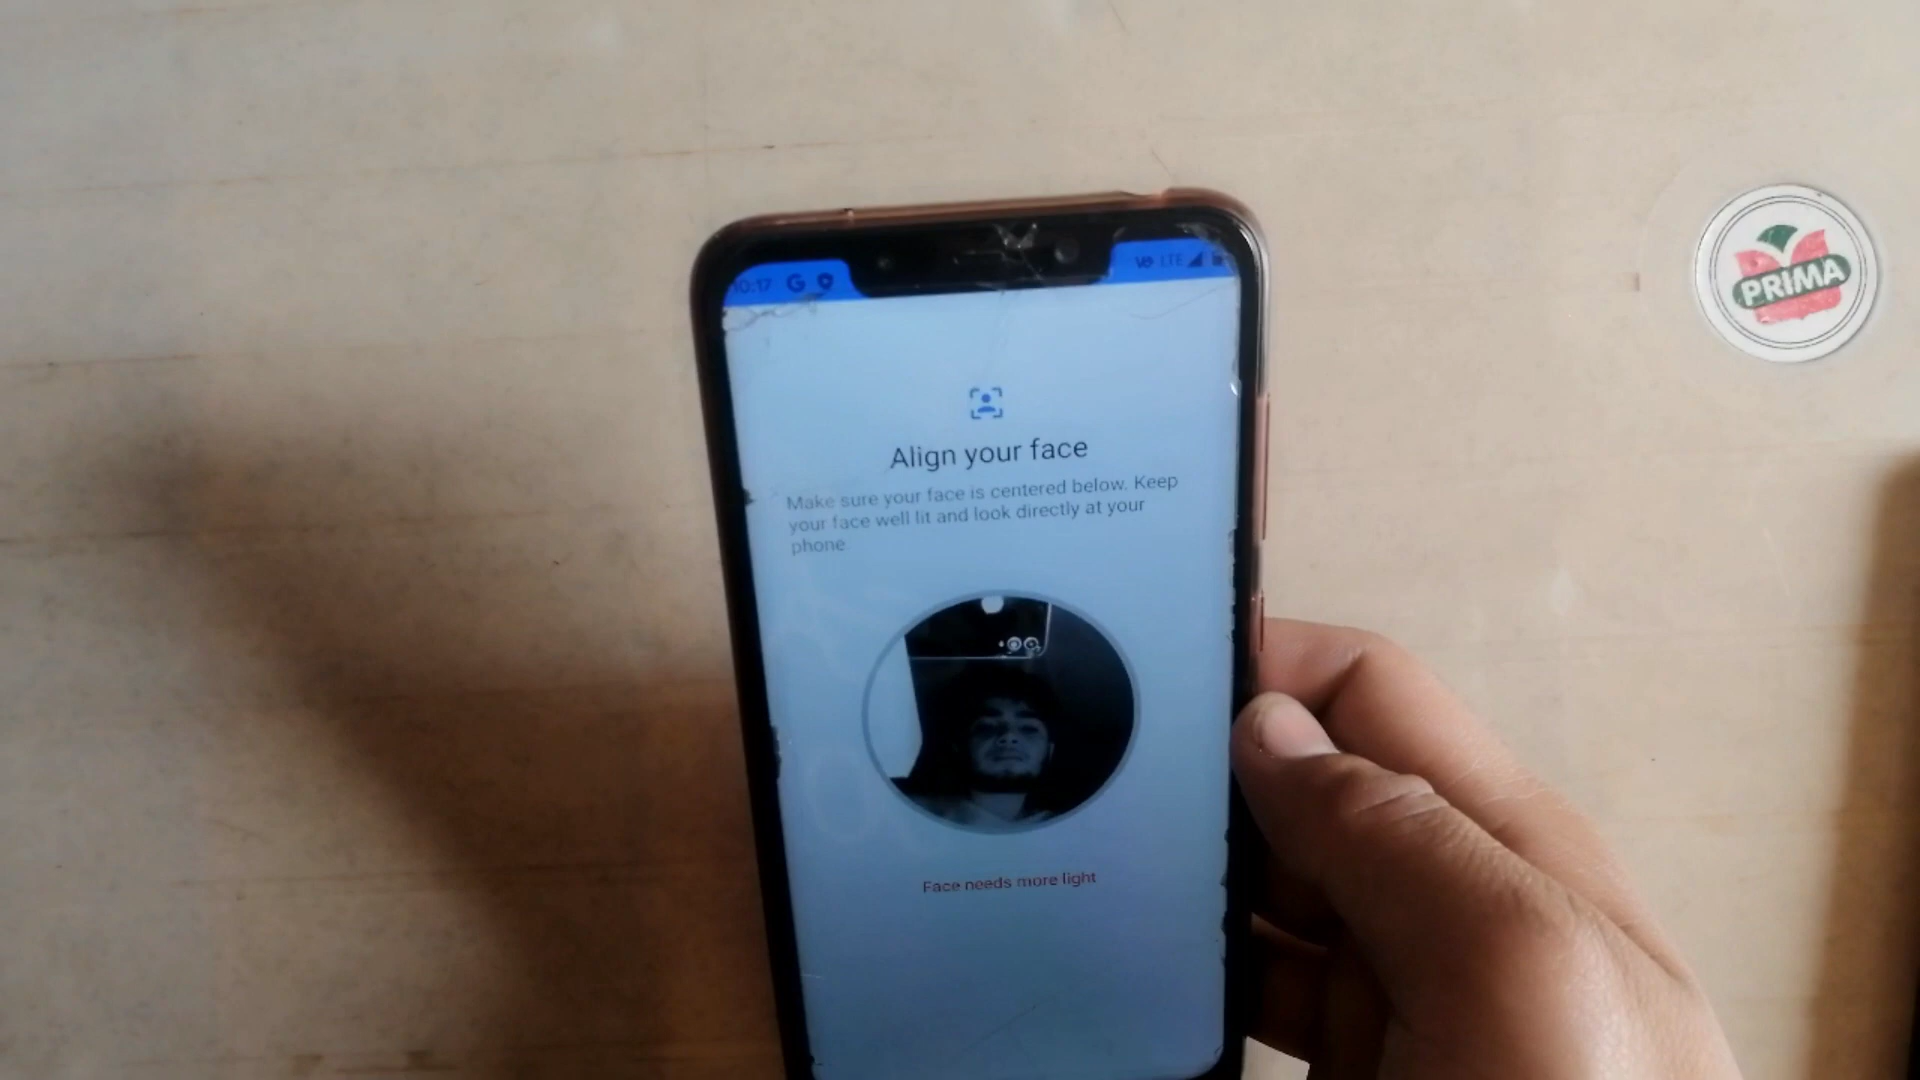 10:17 G LTE
PRIMA
Align your face
Make sure your face is centered below. Keep
your face well lit and look directly at your
phone.
Face needs more light